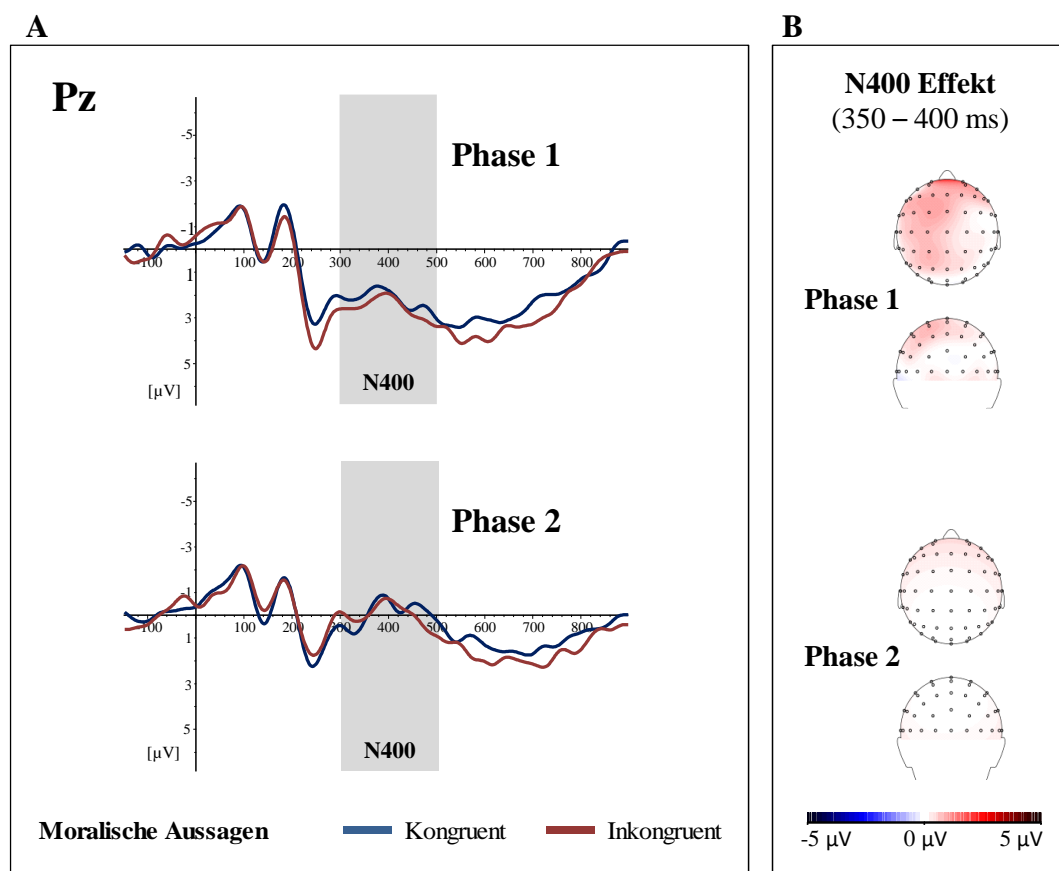 A
Pz
-5
-3
-1
1
3
5
[µV]
-100
100
200
300
400
500
600
700
800
Phase 1
N400
-5
-3
-1
1
3
5
[µV]
-100
100
200
300
400
500
600
700
800
Phase 2
N400
Moralische Aussagen
Kongruent
Inkongruent
B
N400 Effekt
(350 – 400 ms)
Phase 1
Phase 2
-5 µV
0 µV
5 µV